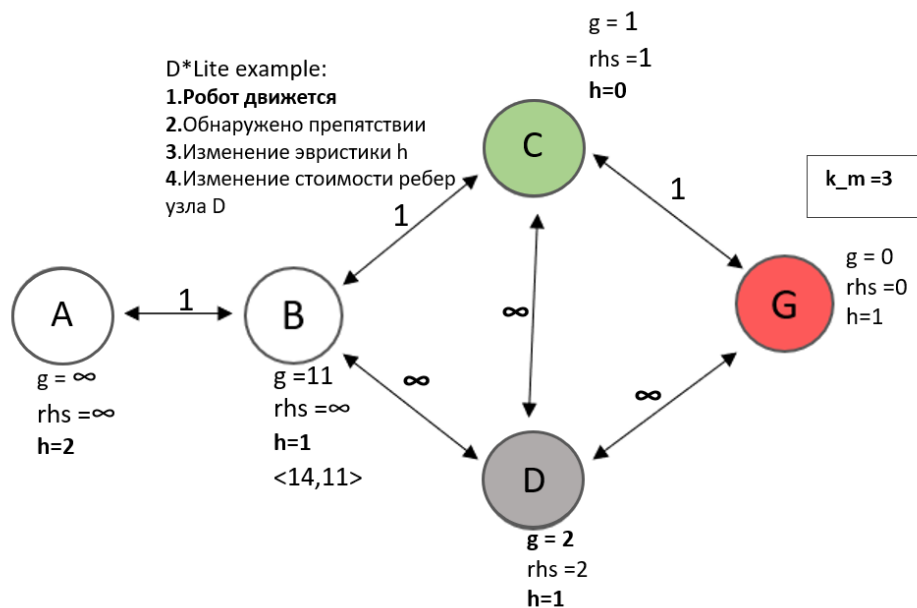 g = 1
rhs =1
h=0
D*Lite example:
1.Робот движется
2.Обнаружено препятствии
3.Изменение эвристики h
4.Изменение стоимости ребер
узла D
C
k_m =3
1
1
g = 0
rhs =0
h=1
A
1
B
∞
G
g = ∞
rhs =∞
h=2
g =11
rhs =∞
h=1
<14,11>
∞
∞
D
g = 2
rhs =2
h=1